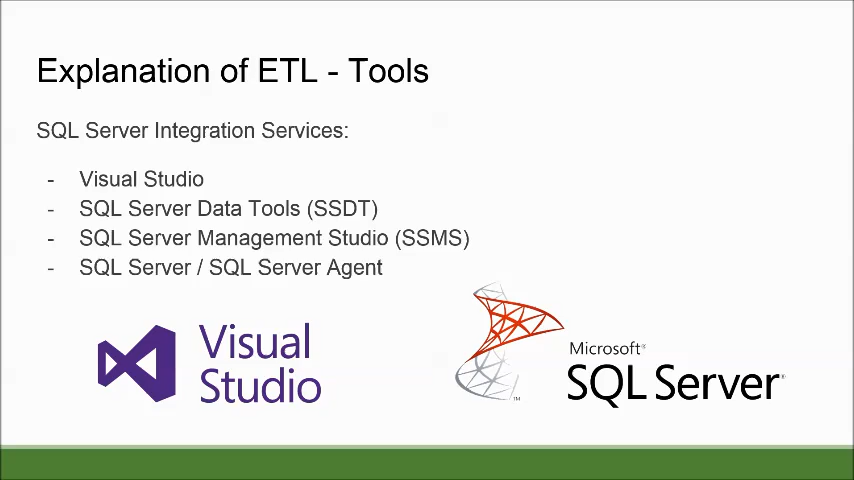 Explanation of ETL - Tools
SQL Server Integration Services:
- Visual Studio
- SQL Server Data Tools (SSDT)
- SQL Server Management Studio (SSMS)
- SQL Server / SQL Server Agent
Visual
Studio
Microsoft®
SQL Server®
TM